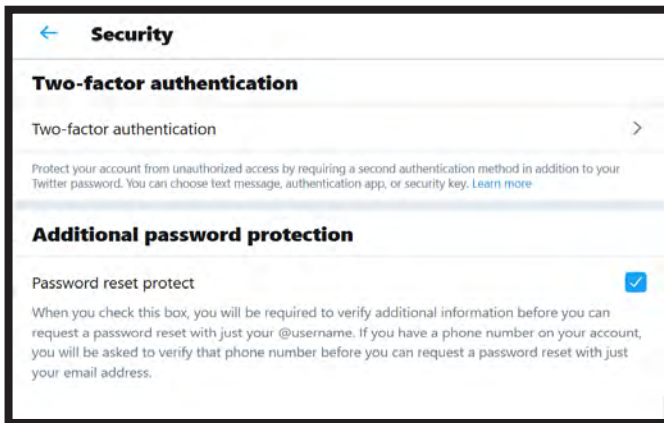 Security
Two-factor authentication
Two-factor authentication
Protect your account from unauthorized access by requiring a second authentication method in addition to your
Twitter password. You can choose text message, authentication app, or security key. Learn more
Additional password protection
Password reset protect
When you check this box, you will be required to verify additional information before you can
request a password reset with just your @username. If you have a phone number on your account,
you will be asked to verify that phone number before you can request a password reset with just
your email address.